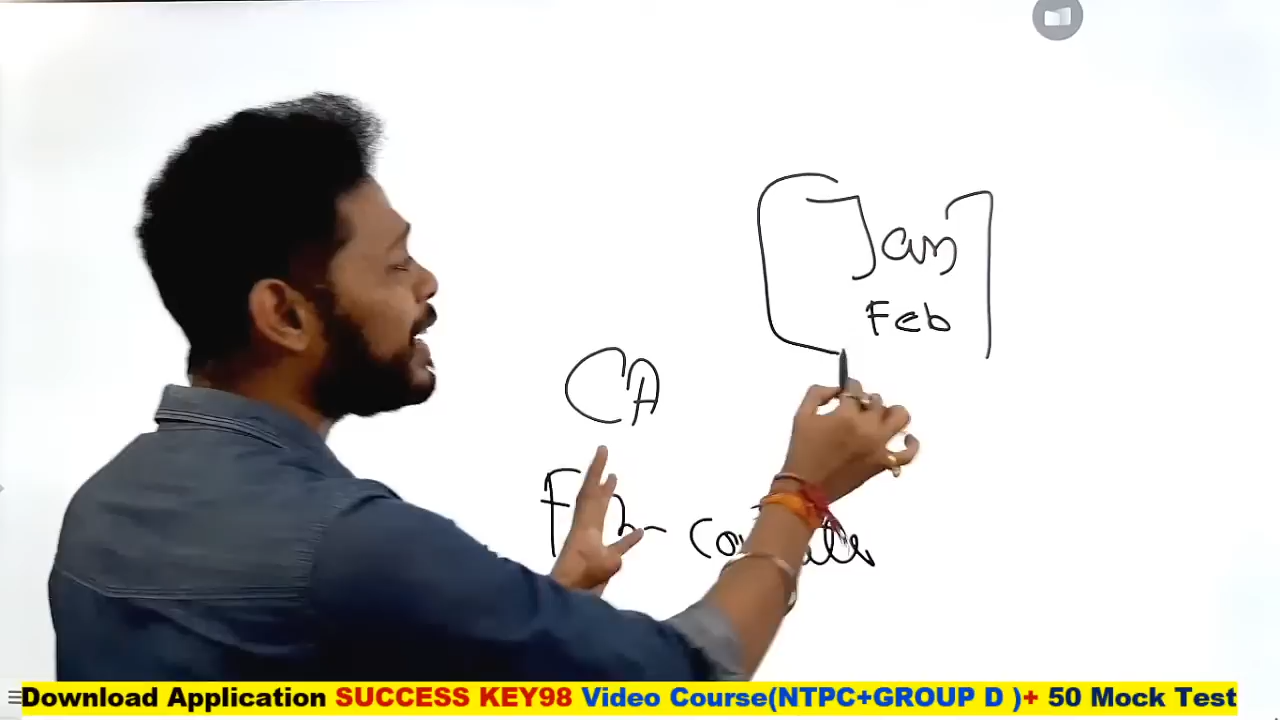 Jan
Feb
CA
Download Application SUCCESS KEY98 Video Course(NTPC+GROUP D )+ 50 Mock Test